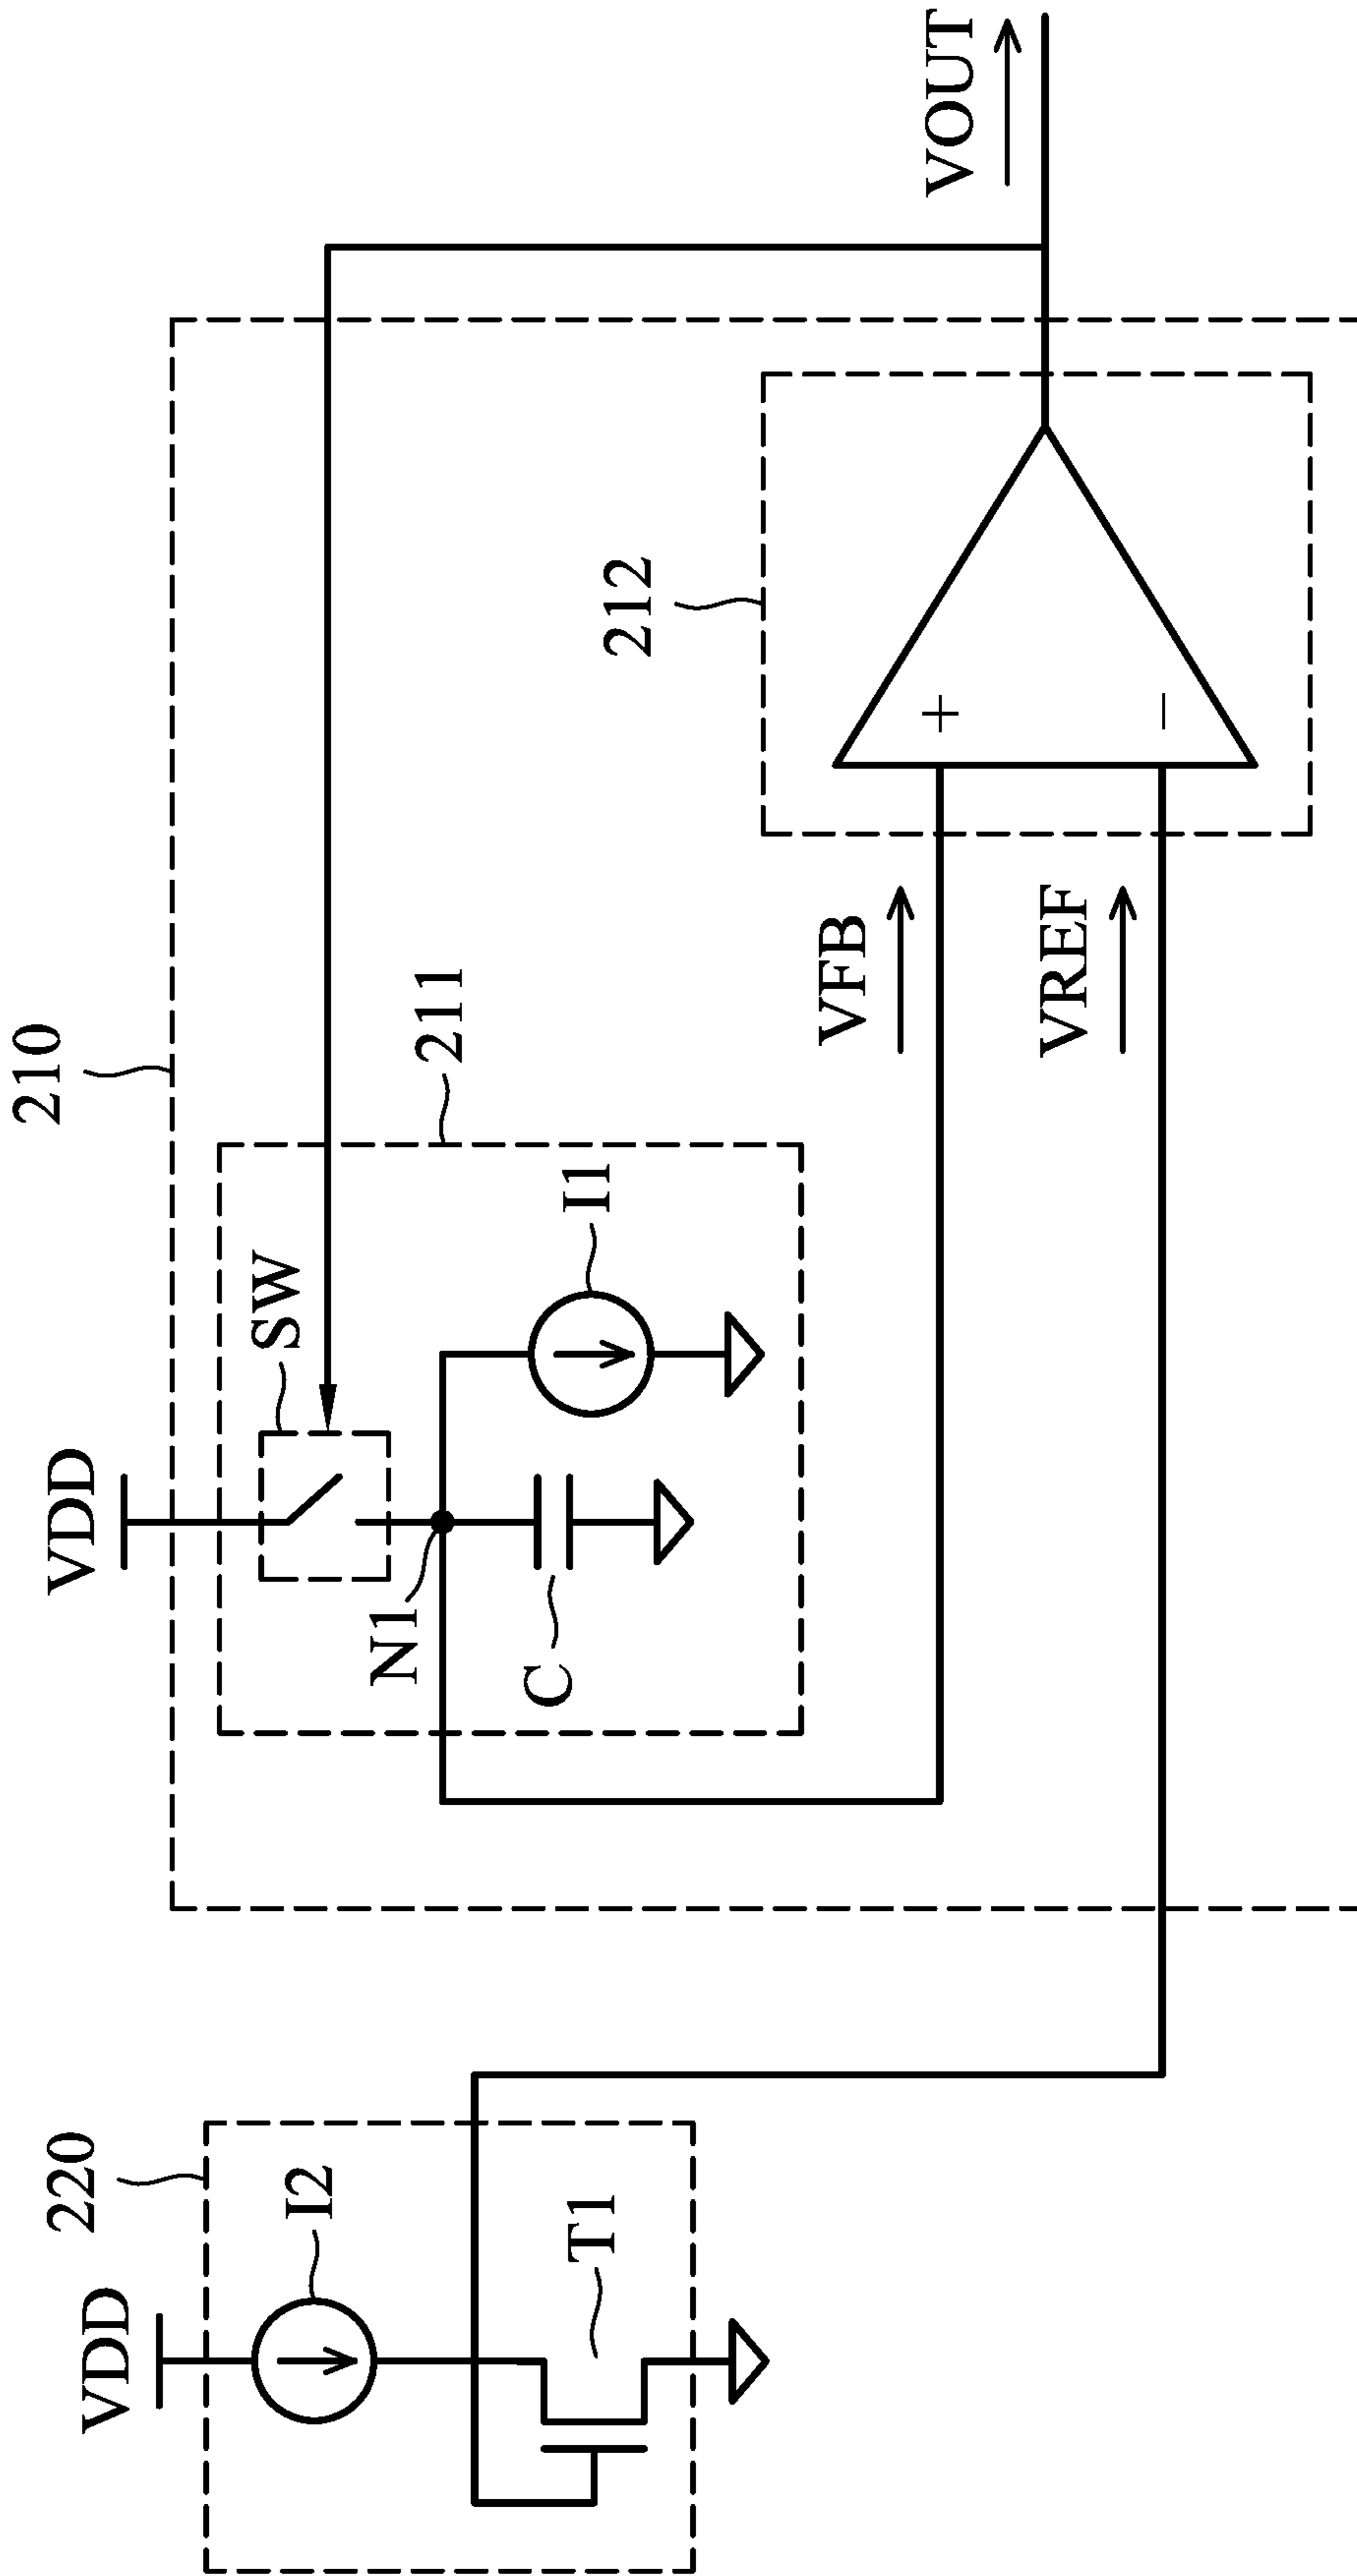 210
VDD
SW
211
N1
I1
C
VOUT
212
VFB
+
VREF
−
220
VDD
I2
T1